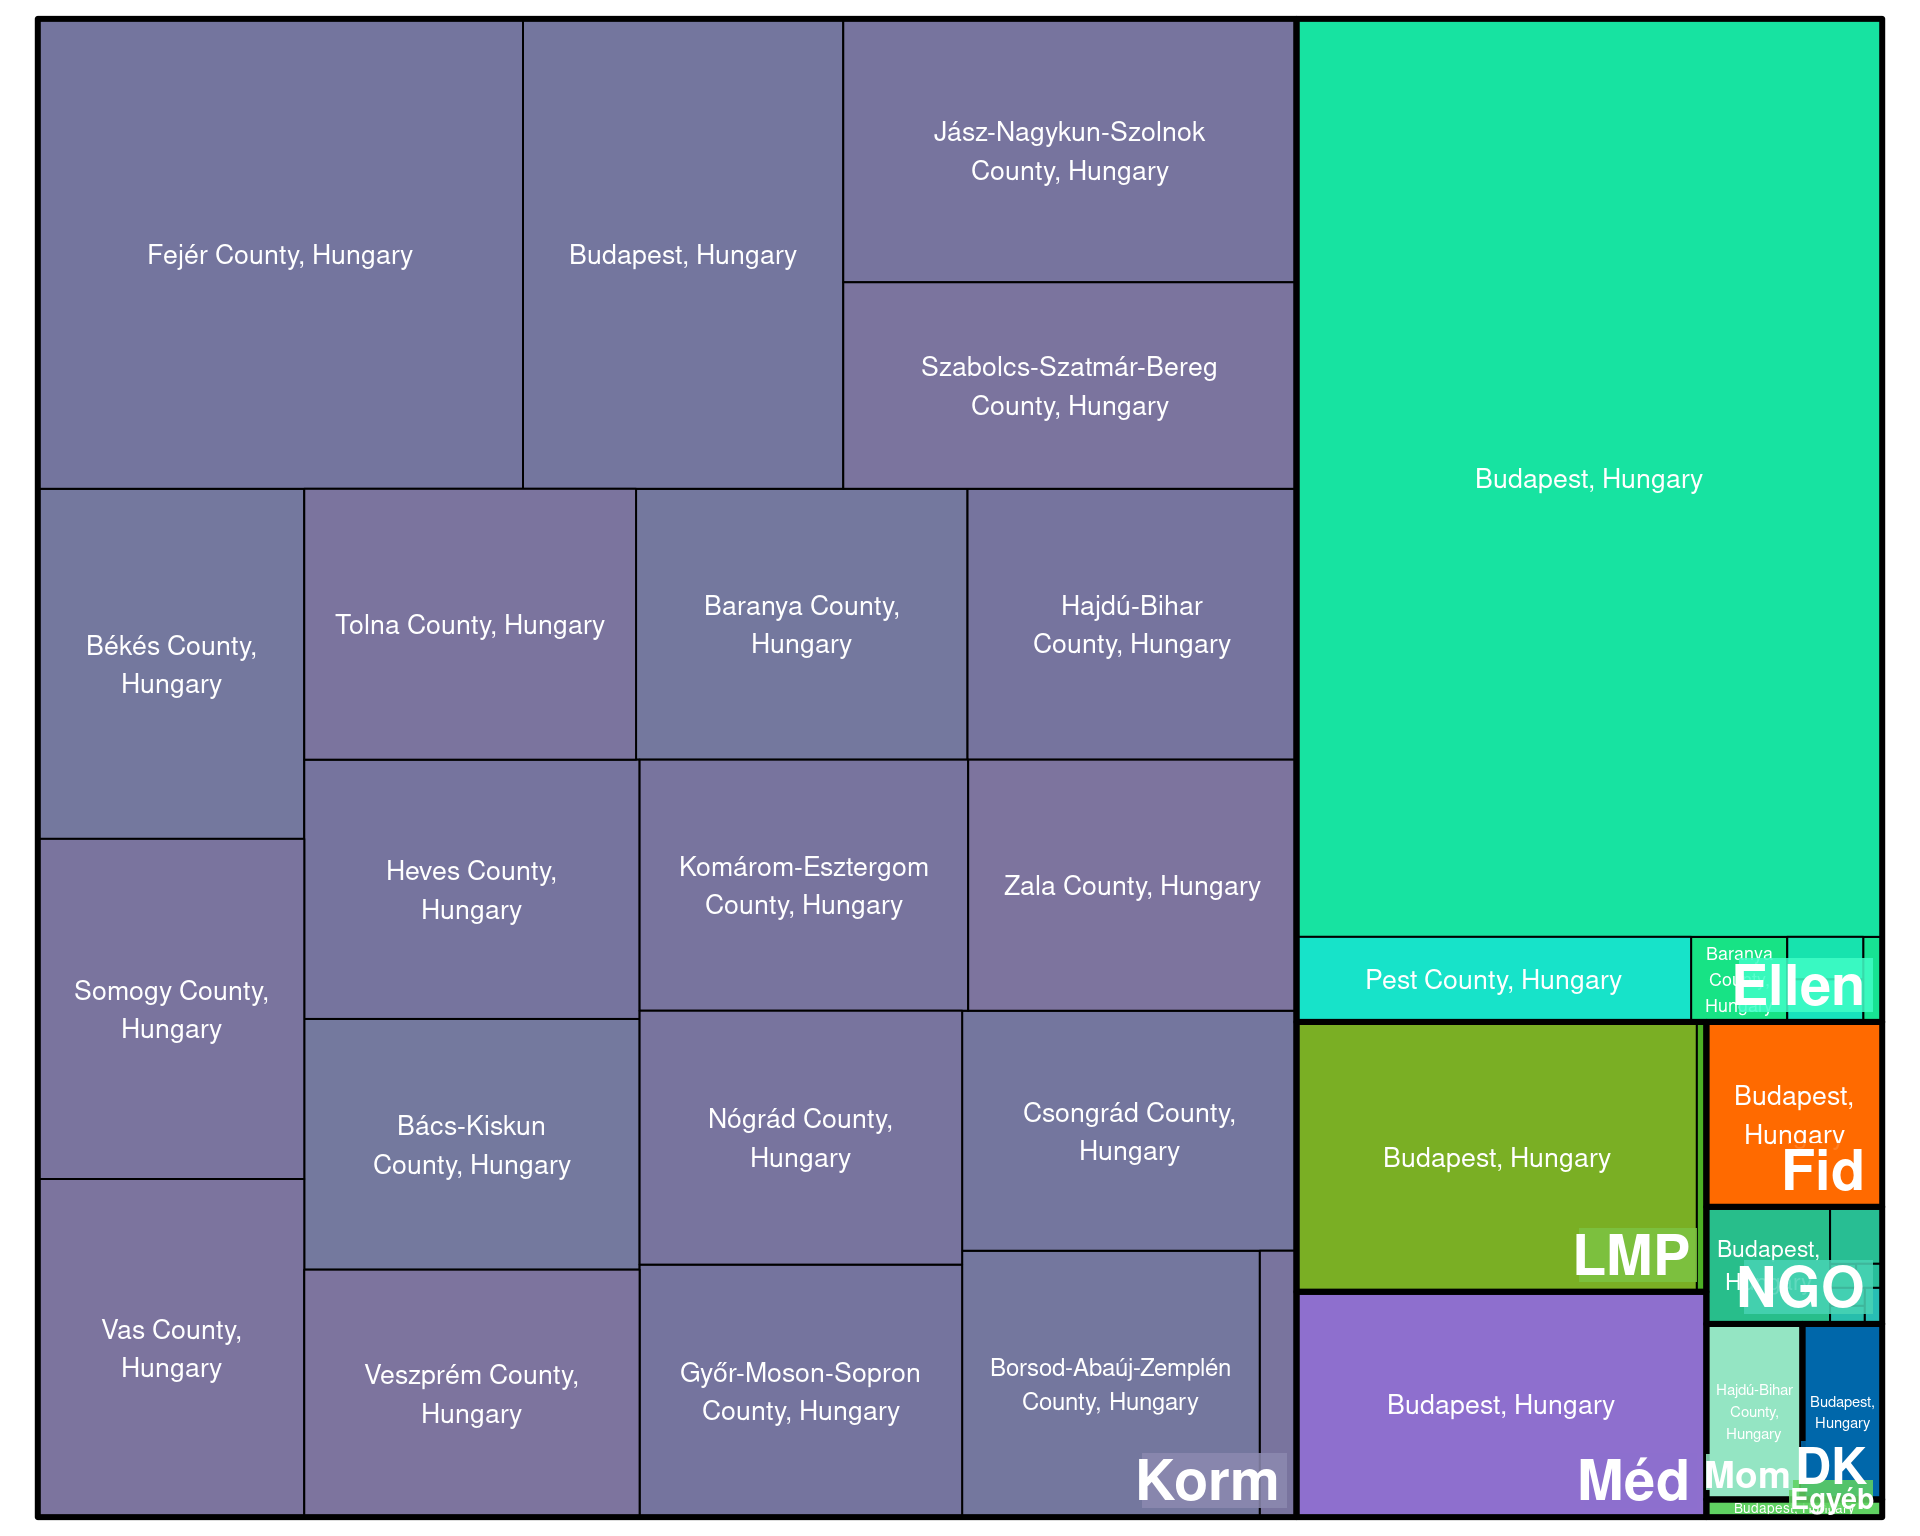 Fejér County, Hungary
Budapest, Hungary
Jász-Nagykun-Szolnok
County, Hungary
Szabolcs-Szatmár-Bereg
County, Hungary
Békés County,
Hungary
Tolna County, Hungary
Baranya County,
Hungary
Hajdú-Bihar
County, Hungary
Somogy County,
Hungary
Heves County,
Hungary
Komárom-Esztergom
County, Hungary
Zala County, Hungary
Bács-Kiskun
County, Hungary
Nógrád County,
Hungary
Csongrád County,
Hungary
Vas County,
Hungary
Veszprém County,
Hungary
Győr-Moson-Sopron
County, Hungary
Borsod-Abaúj-Zemplén
County, Hungary
Korm
Budapest, Hungary
Pest County, Hungary
Baranya
County,
Hungary
Ellen
Budapest, Hungary
LMP
Budapest, Hungary
Méd
Budapest,
Hungary
Fid
Budapest,
Hungary
NGO
Hajdú-Bihar
County,
Hungary
Mom
Budapest,
Hungary
DK
Budapest, Hungary
Egyéb